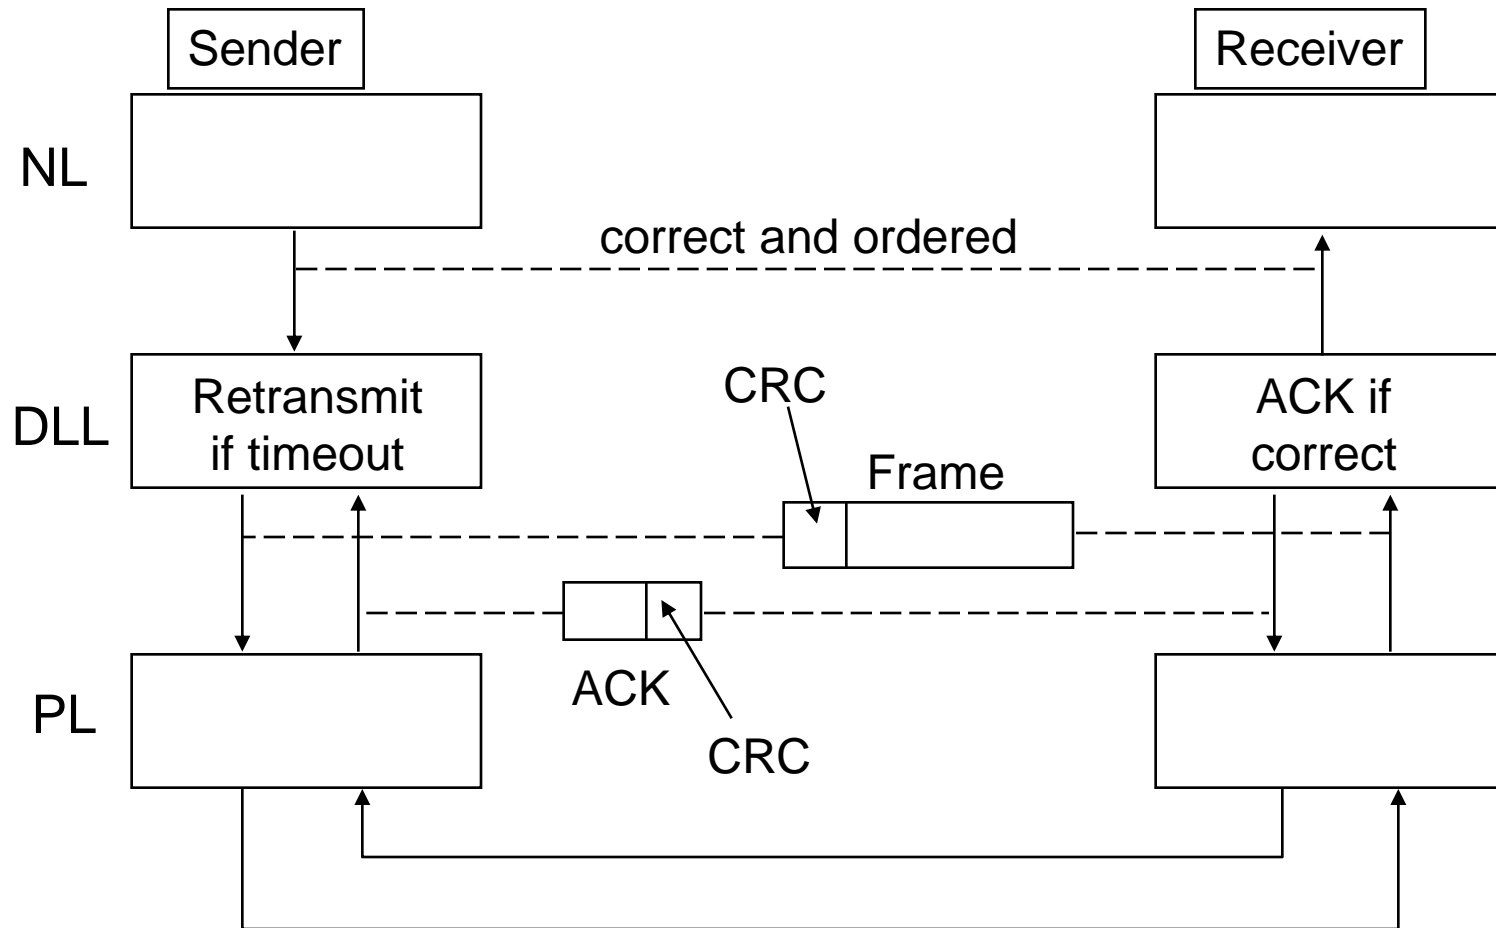 Sender
Receiver
NL
correct and ordered
DLL
Retransmit
if timeout
CRC
ACK if
correct
Frame
ACK
PL
CRC